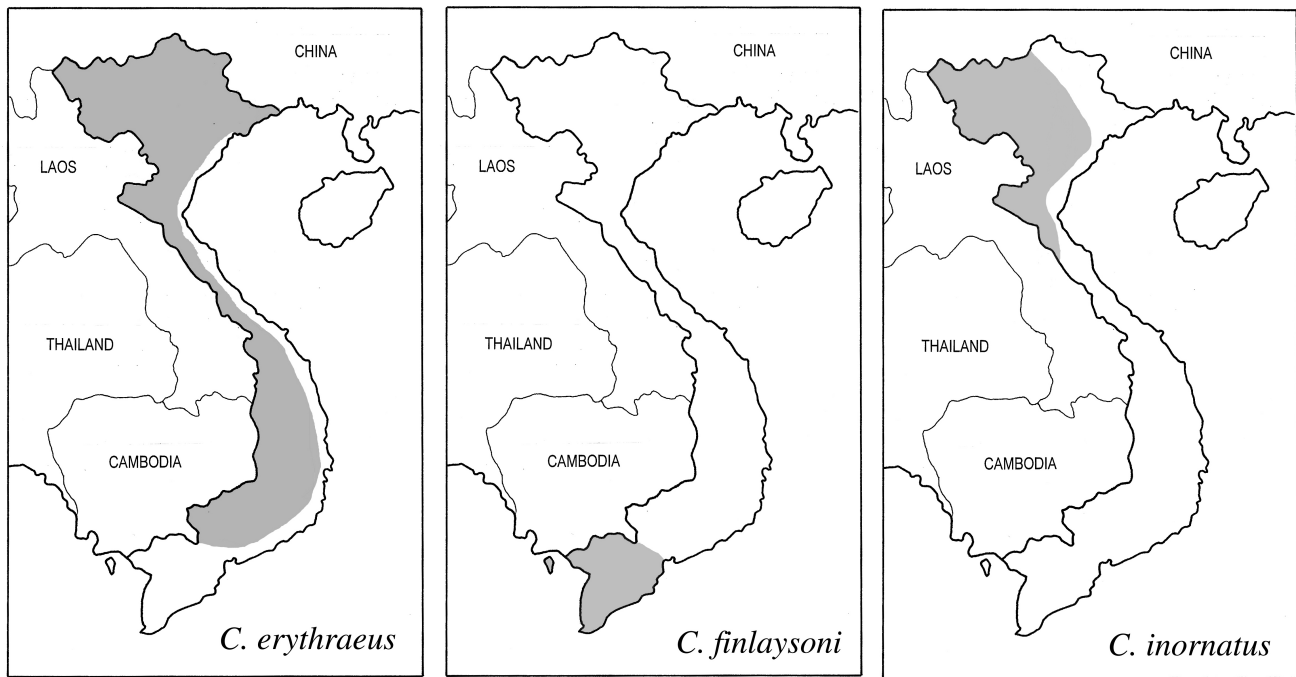 CHINA
LAOS
THAILAND
CAMBODIA
C. erythraeus
CHINA
LAOS
THAILAND
CAMBODIA
C. finlaysoni
CHINA
LAOS
THAILAND
CAMBODIA
C. inornatus